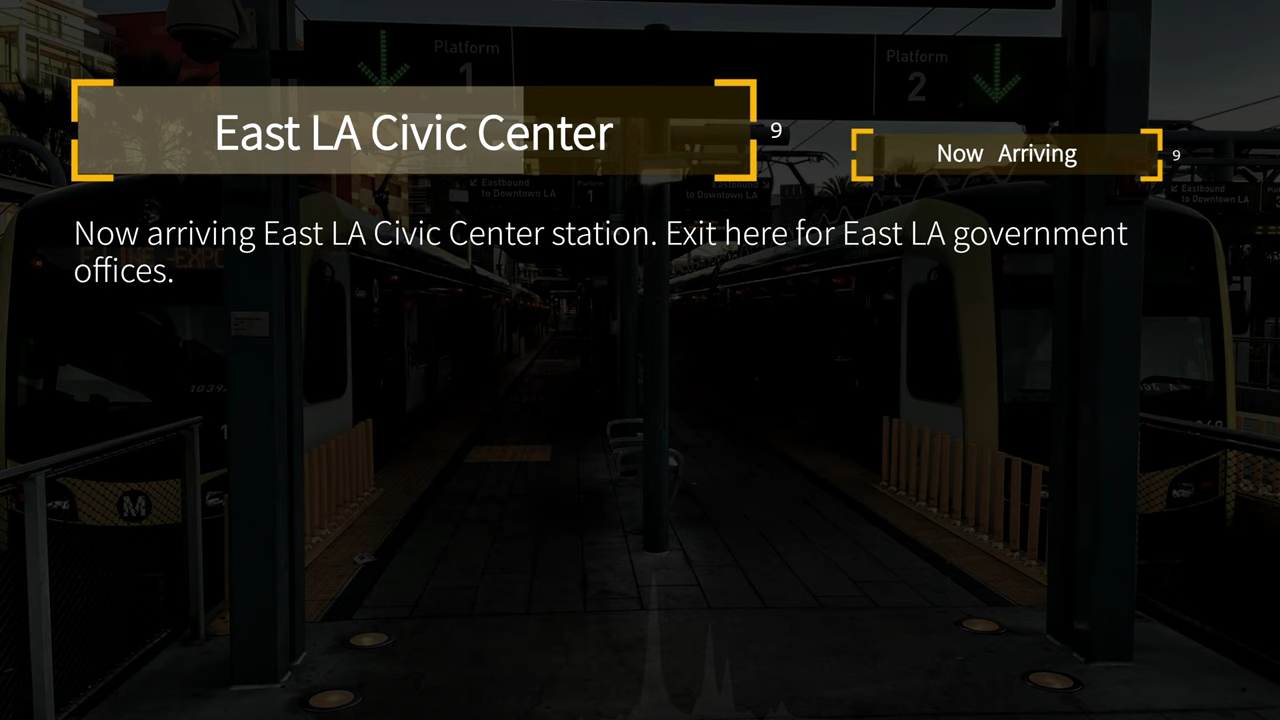 Platform
1
Platform
2
East LA Civic Center
9
Now Arriving
9
Eastbound
to Downtown LA
Platform
1
Eastbound
to Downtown LA
Eastbound
to Downtown LA
Now arriving East LA Civic Center station. Exit here for East LA government
offices.
M